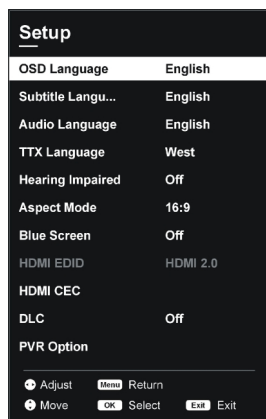 Setup
OSD Language English
Subtitle Langu... English
Audio Language English
TTX Language West
Hearing Impaired Off
Aspect Mode 16:9
Blue Screen Off
HDMI EDID HDMI 2.0
HDMI CEC
DLC Off
PVR Option
Adjust Menu Return
Move OK Select Exit Exit